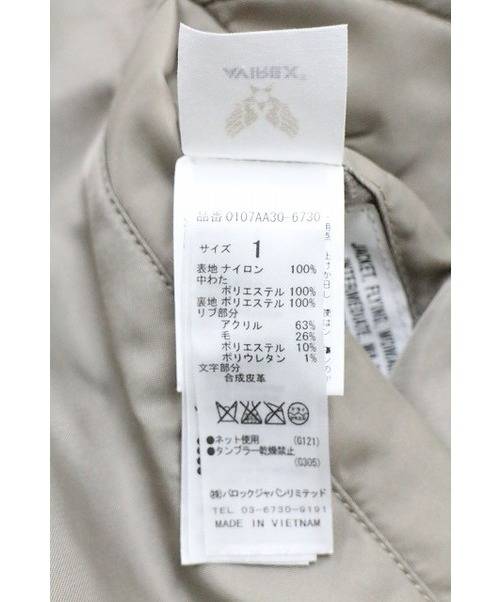 AVIREX
品番 0107AA30-6730
サイズ 1
表地 ナイロン 100%
中わた
ポリエステル 100%
裏地 ポリエステル 100%
リブ部分
アクリル 63%
毛 26%
ポリエステル 10%
ポリウレタン 1%
文字部分
合成皮革
●ネット使用 (G121)
●タンブラー乾燥禁止
(G305)
㈱バロックジャパンリミテッド
TEL 03-6730-9191
MADE IN VIETNAM
JACKET, FLYING, WOMAN
INTERMEDIATE